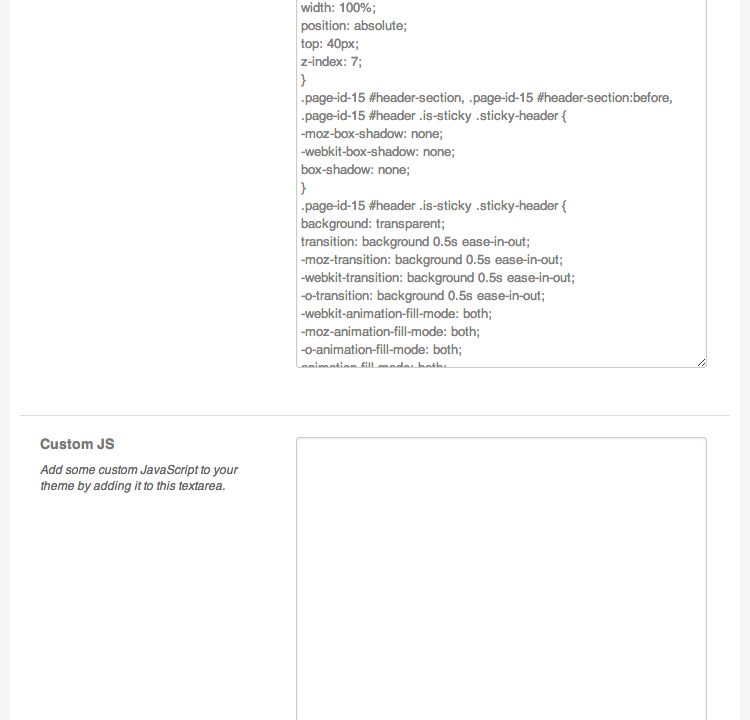 width: 100%;
position: absolute;
top: 40px;
z-index: 7;
}
.page-id-15 #header-section, .page-id-15 #header-section:before,
.page-id-15 #header .is-sticky .sticky-header {
-moz-box-shadow: none;
-webkit-box-shadow: none;
box-shadow: none;
}
.page-id-15 #header .is-sticky .sticky-header {
background: transparent;
transition: background 0.5s ease-in-out;
-moz-transition: background 0.5s ease-in-out;
-webkit-transition: background 0.5s ease-in-out;
-o-transition: background 0.5s ease-in-out;
-webkit-animation-fill-mode: both;
-moz-animation-fill-mode: both;
-o-animation-fill-mode: both;
animation-fill-mode: both;
Custom JS
Add some custom JavaScript to your
theme by adding it to this textarea.